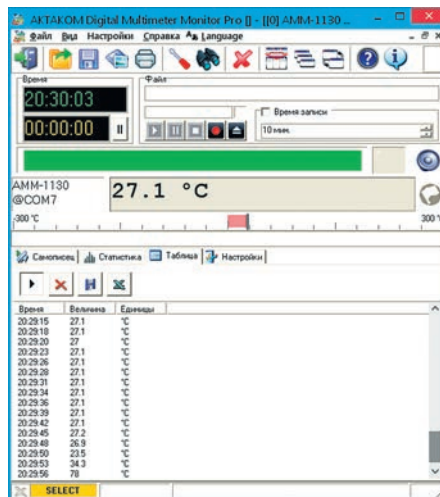 AKTAKOM Digital Multimeter Monitor Pro [] - [[0] AMM-1130 ...
Файл Вид Настройки Справка Language
Время
Файл
20:30:03
00:00:00
Время записи
10 мин.
AMM-1130
@COM7
27.1 °C
-300 °C
300 °
Самописец Статистика Таблица Настройки
Время Величина Единицы
20:29:15 27.1 °C
20:29:18 27.1 °C
20:29:20 27 °C
20:29:23 27.1 °C
20:29:26 27.1 °C
20:29:28 27.1 °C
20:29:31 27.1 °C
20:29:34 27.1 °C
20:29:36 27.1 °C
20:29:39 27.1 °C
20:29:42 27.1 °C
20:29:45 27.2 °C
20:29:48 26.9 °C
20:29:50 23.5 °C
20:29:53 34.3 °C
20:29:56 78 °C
SELECT